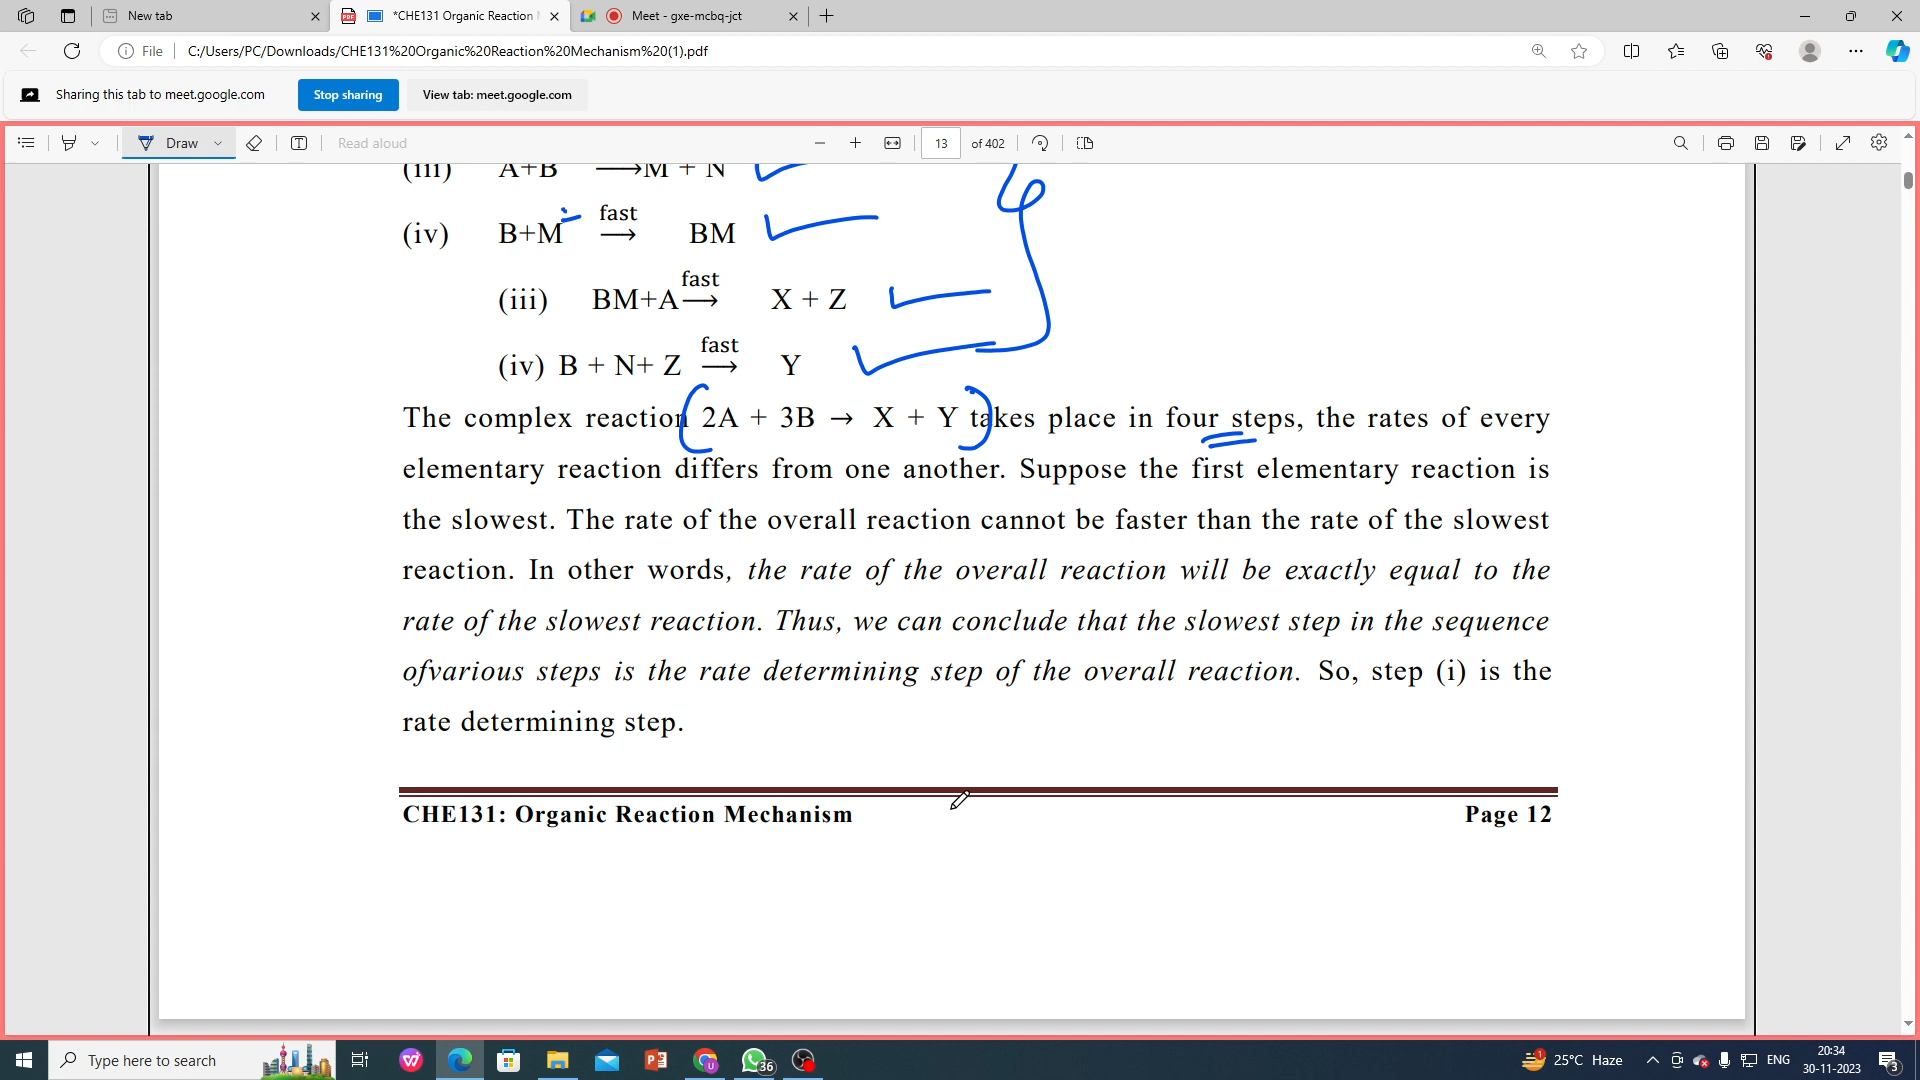 New tab
*CHE131 Organic Reaction
Meet - gxe-mcbq-jct
File
C:/Users/PC/Downloads/CHE131%20Organic%20Reaction%20Mechanism%20(1).pdf
Sharing this tab to meet.google.com
Stop sharing
View tab: meet.google.com
Draw
Read aloud
13 of 402
(iii) A+B ⟶M + N
(iv) B+M fast⟶ BM
(iii) BM+A fast⟶ X + Z
(iv) B + N+ Z fast⟶ Y
The complex reaction 2A + 3B → X + Y takes place in four steps, the rates of every
elementary reaction differs from one another. Suppose the first elementary reaction is
the slowest. The rate of the overall reaction cannot be faster than the rate of the slowest
reaction. In other words, the rate of the overall reaction will be exactly equal to the
rate of the slowest reaction. Thus, we can conclude that the slowest step in the sequence
ofvarious steps is the rate determining step of the overall reaction. So, step (i) is the
rate determining step.
CHE131: Organic Reaction Mechanism
Page 12
Type here to search
36
25°C Haze
ENG
20:34
30-11-2023
3